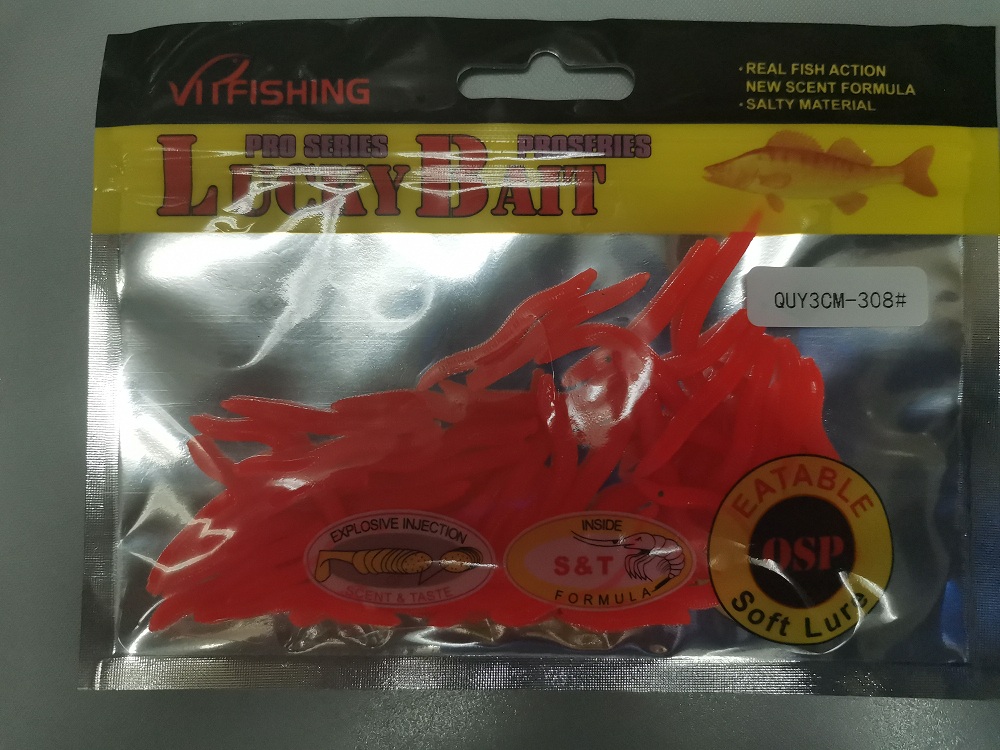 VITFISHING
· REAL FISH ACTION
NEW SCENT FORMULA
· SALTY MATERIAL
PRO SERIES PROSERIES
LUCKY BAIT
QUY3CM-308#
EXPLOSIVE INJECTION
SCENT & TASTE
INSIDE
S&T
FORMULA
EATABLE
OSP
Soft Lure